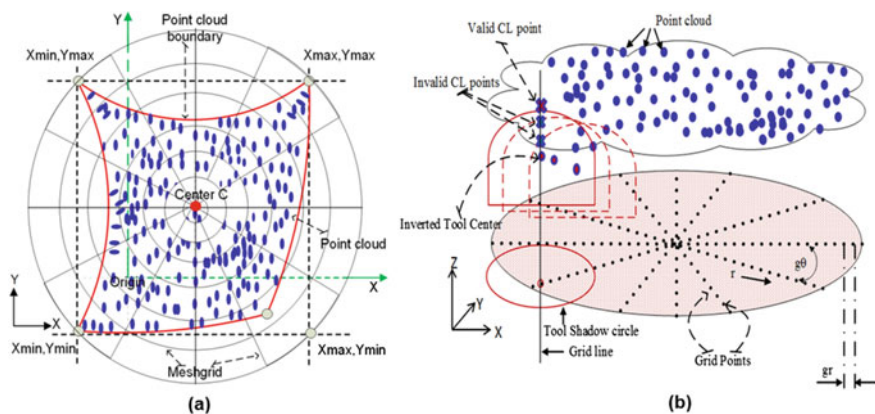 Y
Point cloud
boundary
Xmin,Ymax
Xmax,Ymax
Center C
Point cloud
Origin
X
Y
X
Xmin,Ymin
Xmax,Ymin
Meshgrid
(a)
Valid CL point
Point cloud
Invalid CL points
Inverted Tool Center
gθ
r
Z
Y
X
Tool Shadow circle
Grid line
Grid Points
gr
(b)